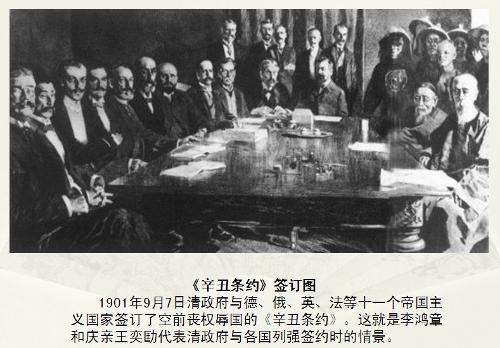 《辛丑条约》签订图
1901年9月7日清政府与德、俄、英、法等十一个帝国主
义国家签订了空前丧权辱国的《辛丑条约》。这就是李鸿章
和庆亲王奕劻代表清政府与各国列强签约时的情景。